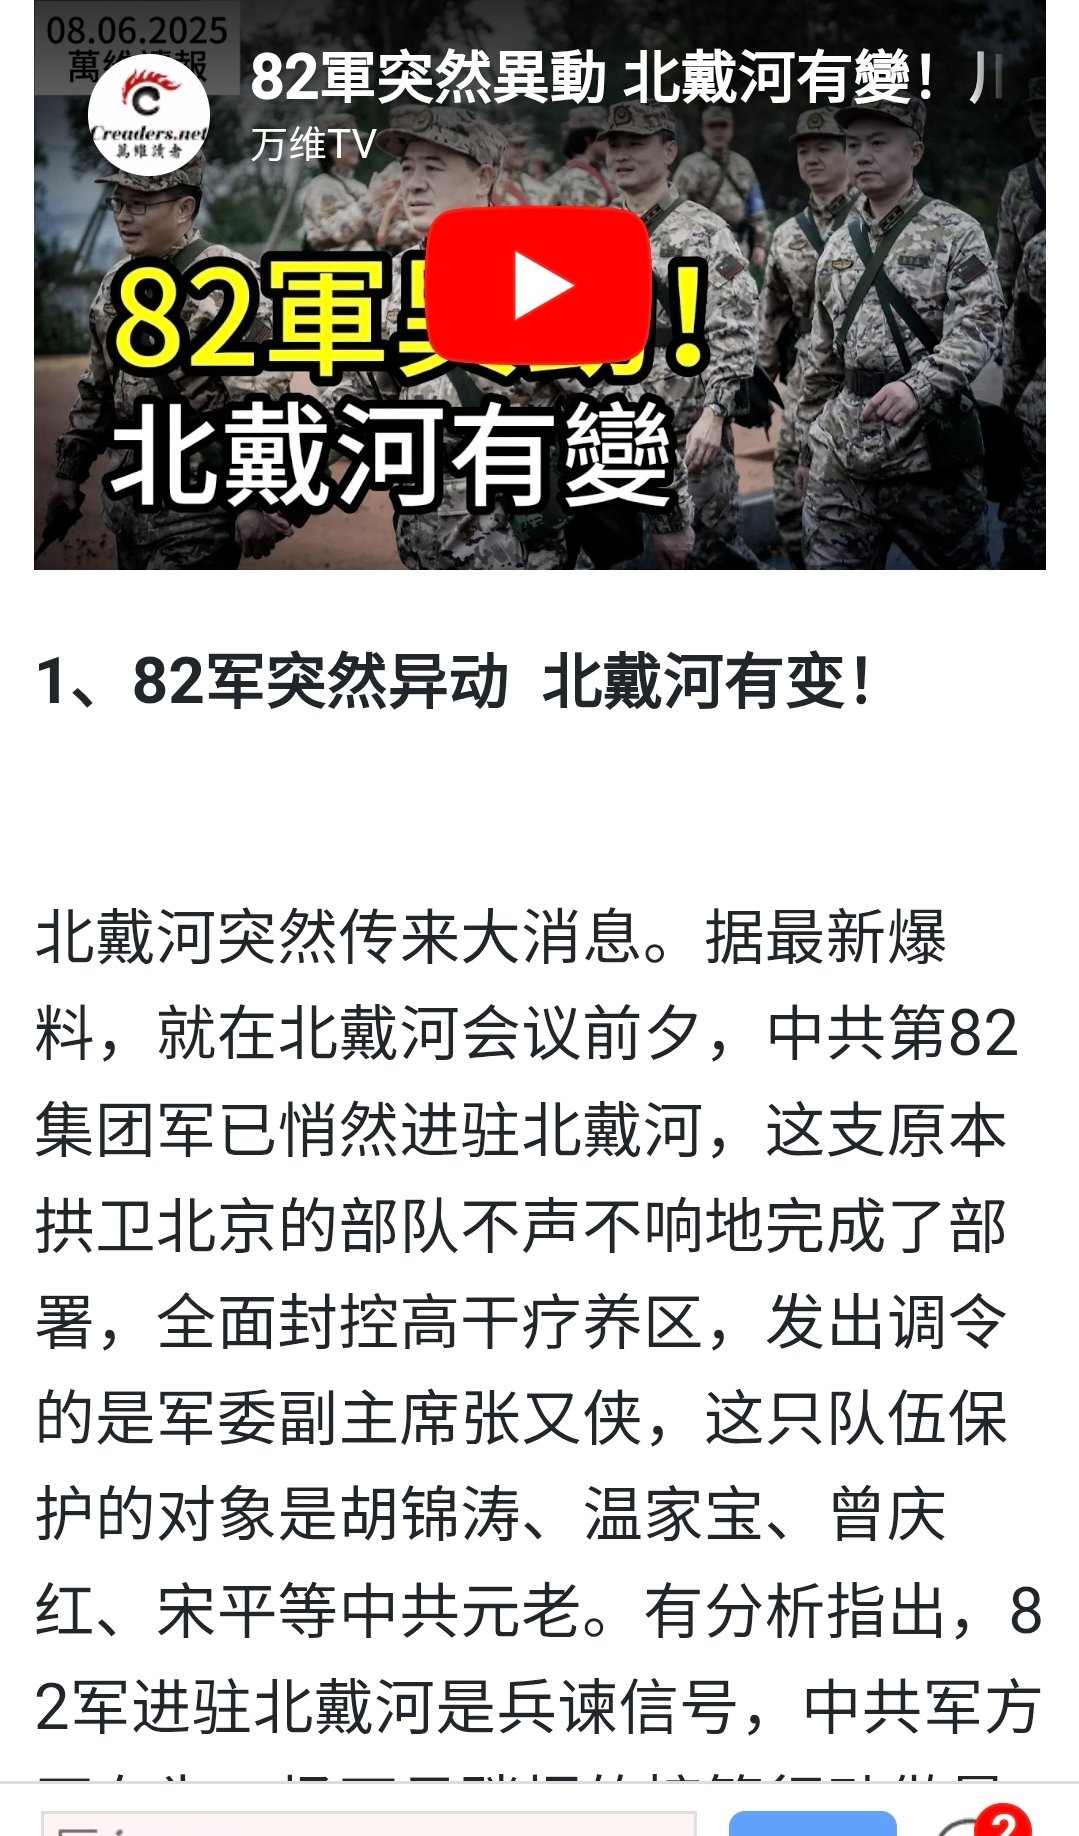 08.06.2025
82軍突然異動 北戴河有變！
Creaders.net
萬維讀者
万维TV
82軍
！
北戴河有變
1、82军突然异动 北戴河有变！
北戴河突然传来大消息。据最新爆
料，就在北戴河会议前夕，中共第82
集团军已悄然进驻北戴河，这支原本
拱卫北京的部队不声不响地完成了部
署，全面封控高干疗养区，发出调令
的是军委副主席张又侠，这只队伍保
护的对象是胡锦涛、温家宝、曾庆
红、宋平等中共元老。有分析指出，8
2军进驻北戴河是兵谏信号，中共军方
2